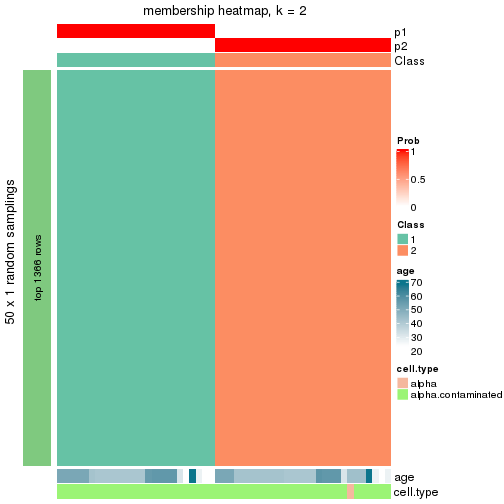 membership heatmap, k = 2
p1
p2
Class
50 x 1 random samplings
top 1366 rows
Prob
1
0.5
0
Class
1
2
age
70
60
50
40
30
20
cell.type
alpha
alpha.contaminated
age
cell.type